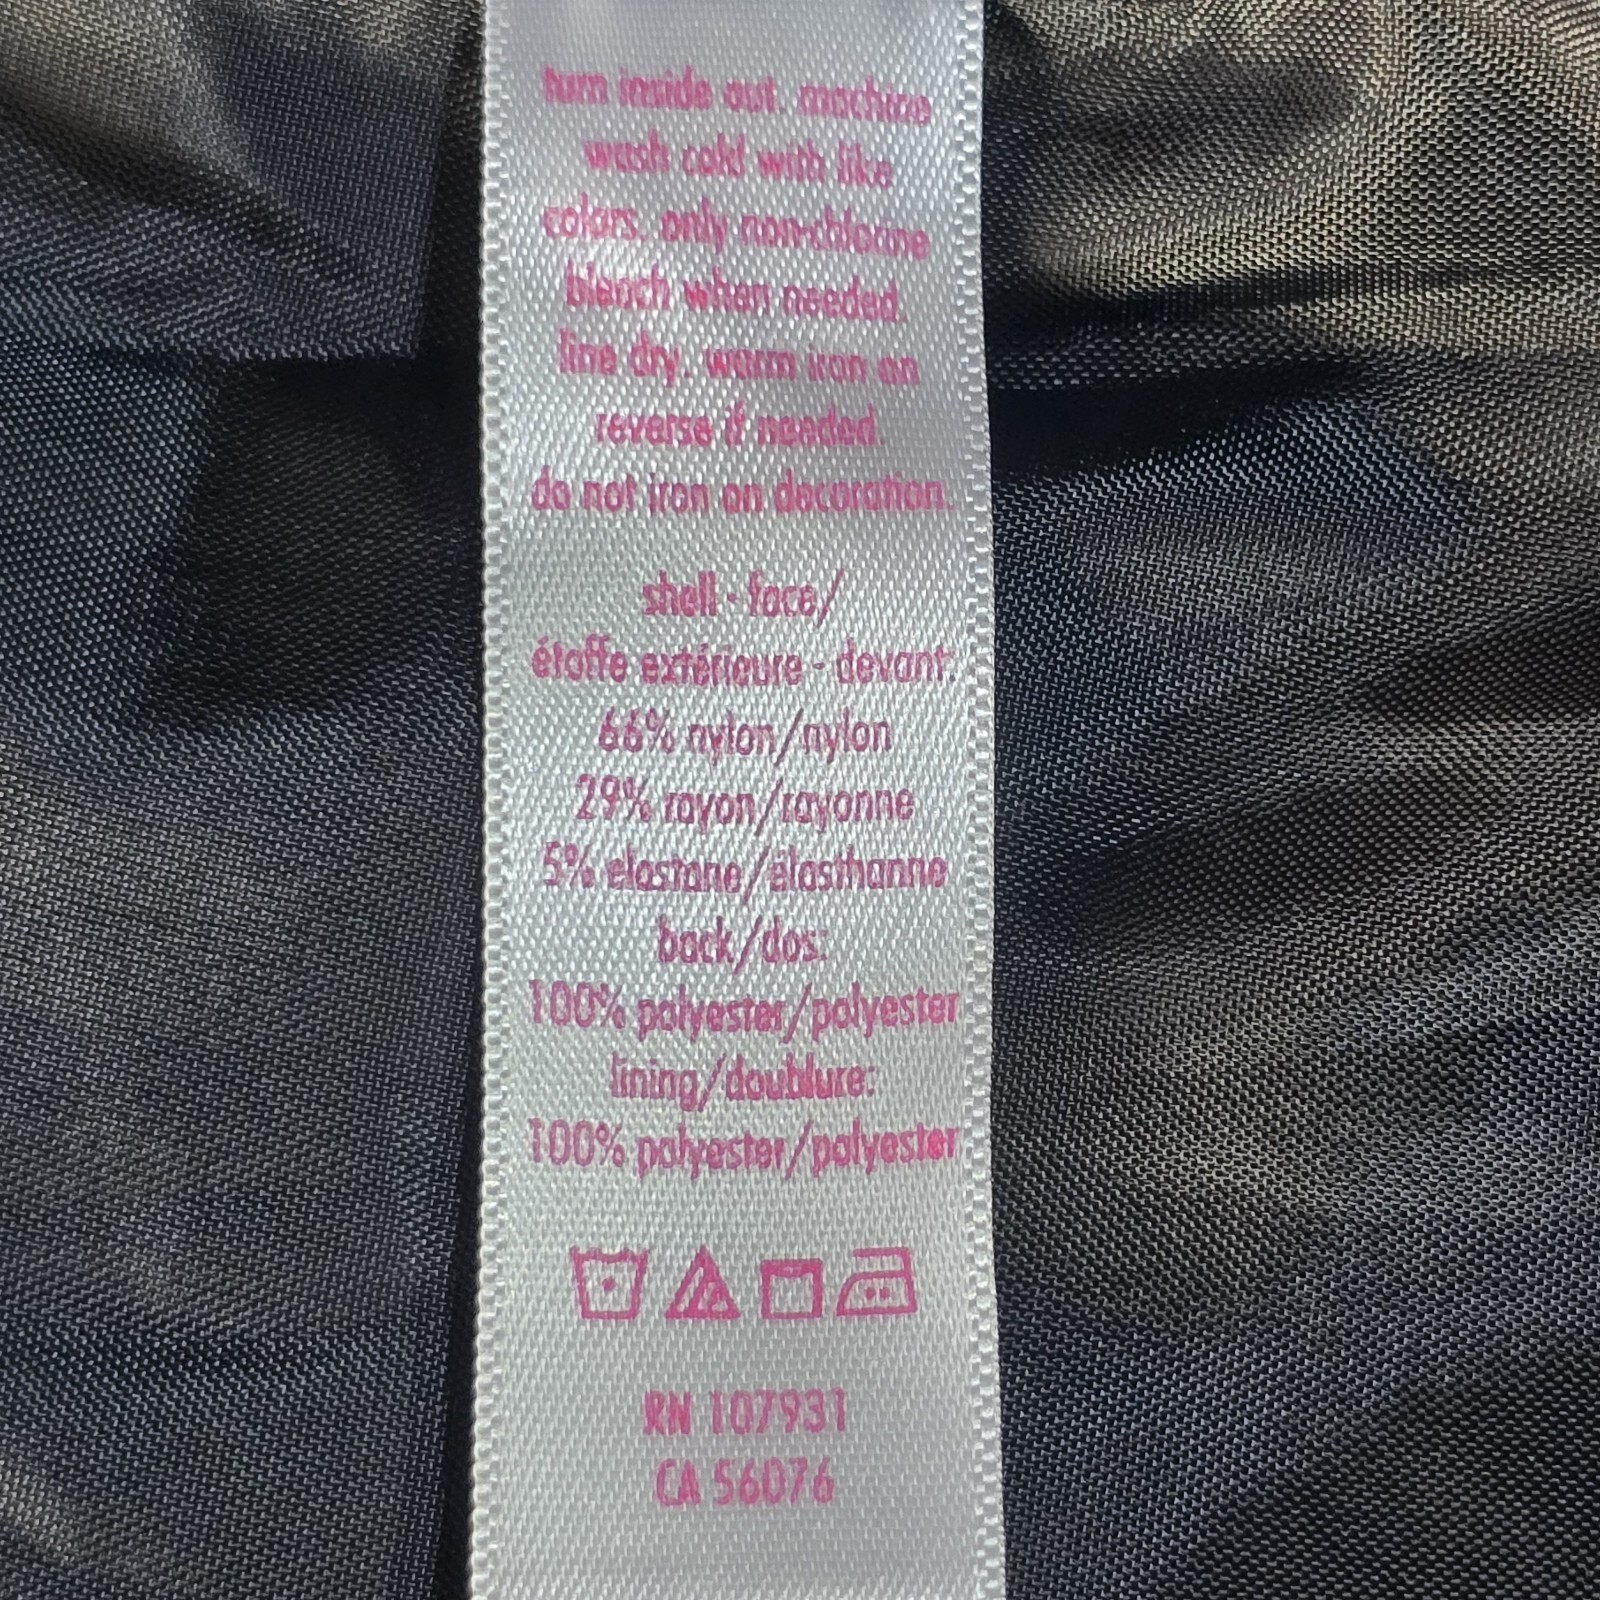 turn inside out. machine
wash cold with like
colors. only non-chlorine
bleach when needed.
line dry. warm iron on
reverse if needed.
do not iron on decoration.
shell - face/
étoffe extérieure - devant:
66% nylon/nylon
29% rayon/rayonne
5% elastane/élasthanne
back/dos:
100% polyester/polyester
lining/doublure:
100% polyester/polyester
RN 107931
CA 56076